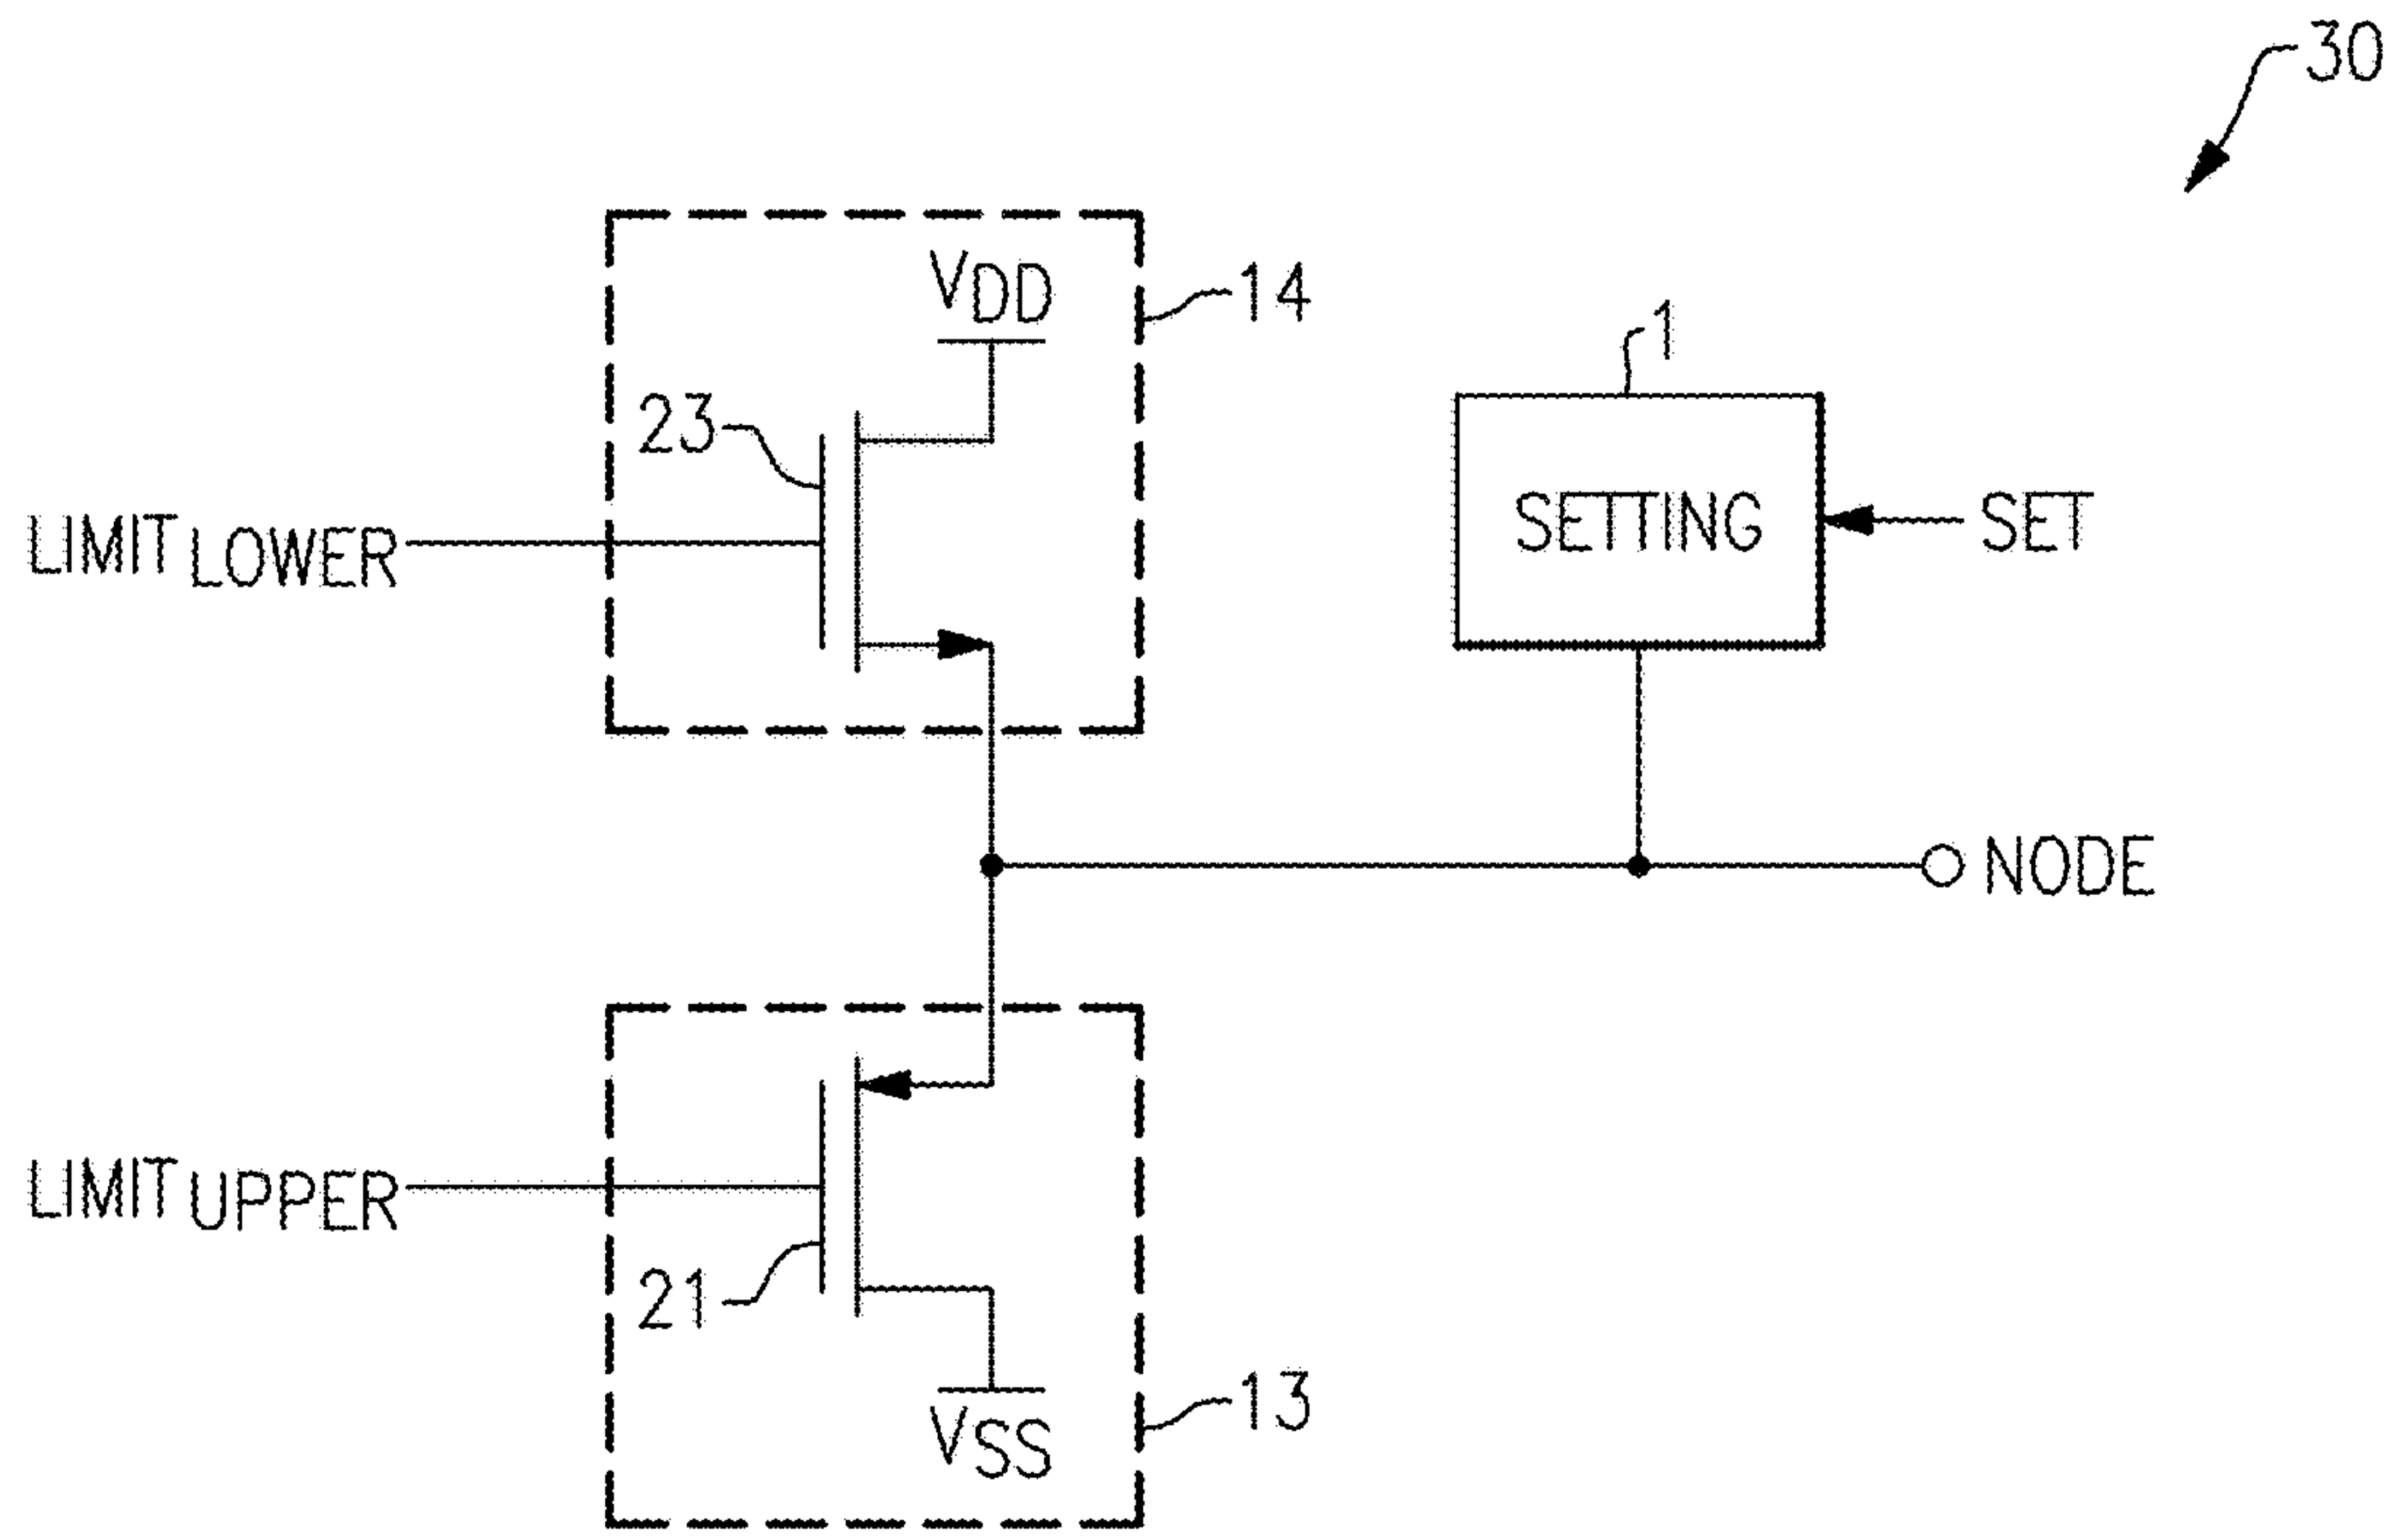 30
VDD
14
1
23
SETTING
SET
LIMIT LOWER
NODE
LIMIT UPPER
21
13
VSS